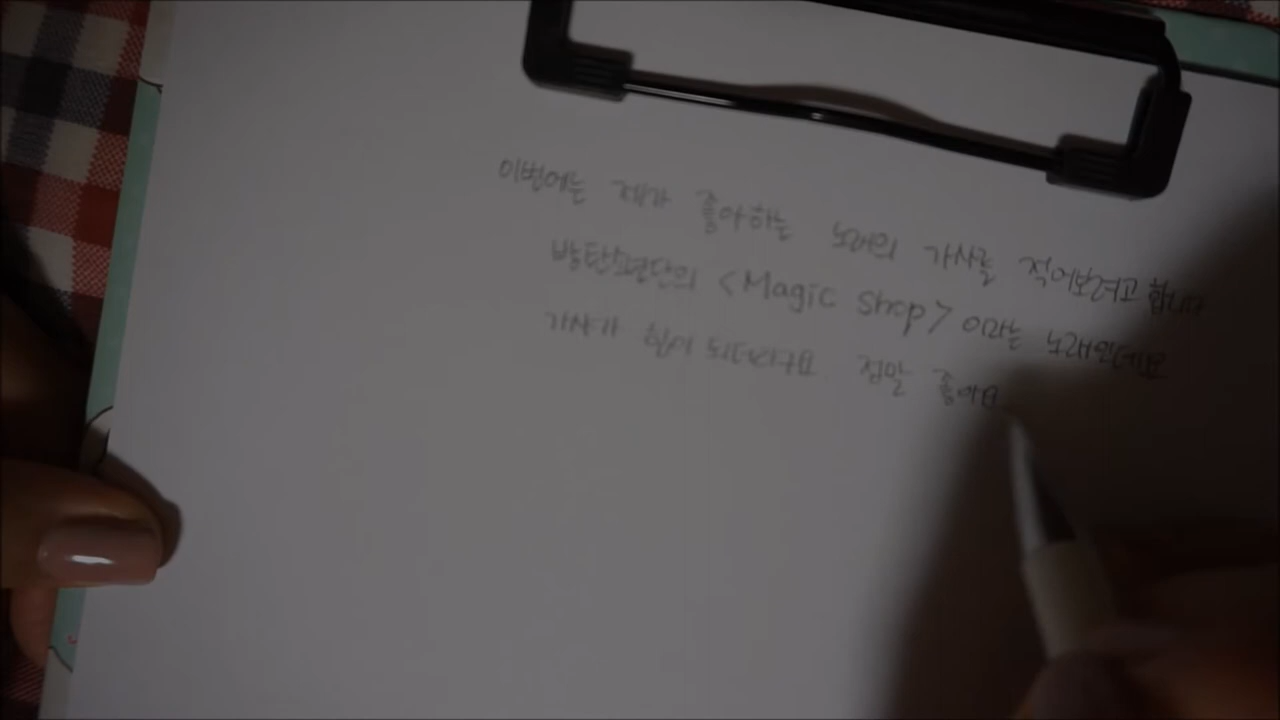 이번에는 제가 좋아하는 노래의 가사를 적어보려고 합니다
방탄소년단의 <Magic Shop> 이라는 노래인데요
가사가 힘이 되더라구요 정말 좋아요